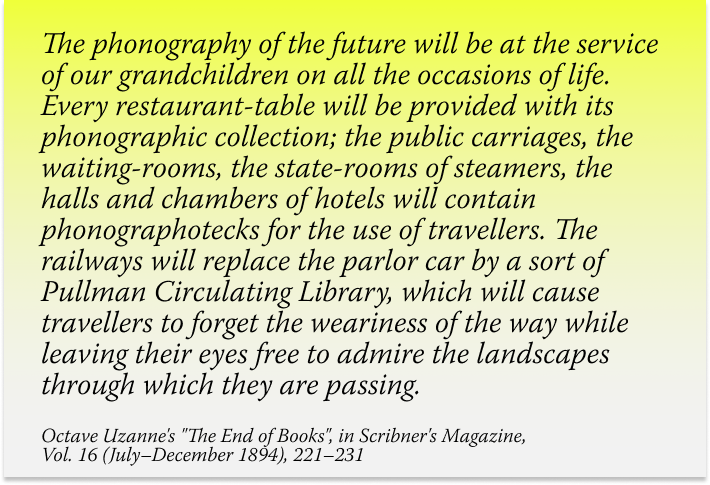 The phonography of the future will be at the service
of our grandchildren on all the occasions of life.
Every restaurant-table will be provided with its
phonographic collection; the public carriages, the
waiting-rooms, the state-rooms of steamers, the
halls and chambers of hotels will contain
phonographotecks for the use of travellers. The
railways will replace the parlor car by a sort of
Pullman Circulating Library, which will cause
travellers to forget the weariness of the way while
leaving their eyes free to admire the landscapes
through which they are passing.
Octave Uzanne's "The End of Books", in Scribner's Magazine,
Vol. 16 (July–December 1894), 221–231